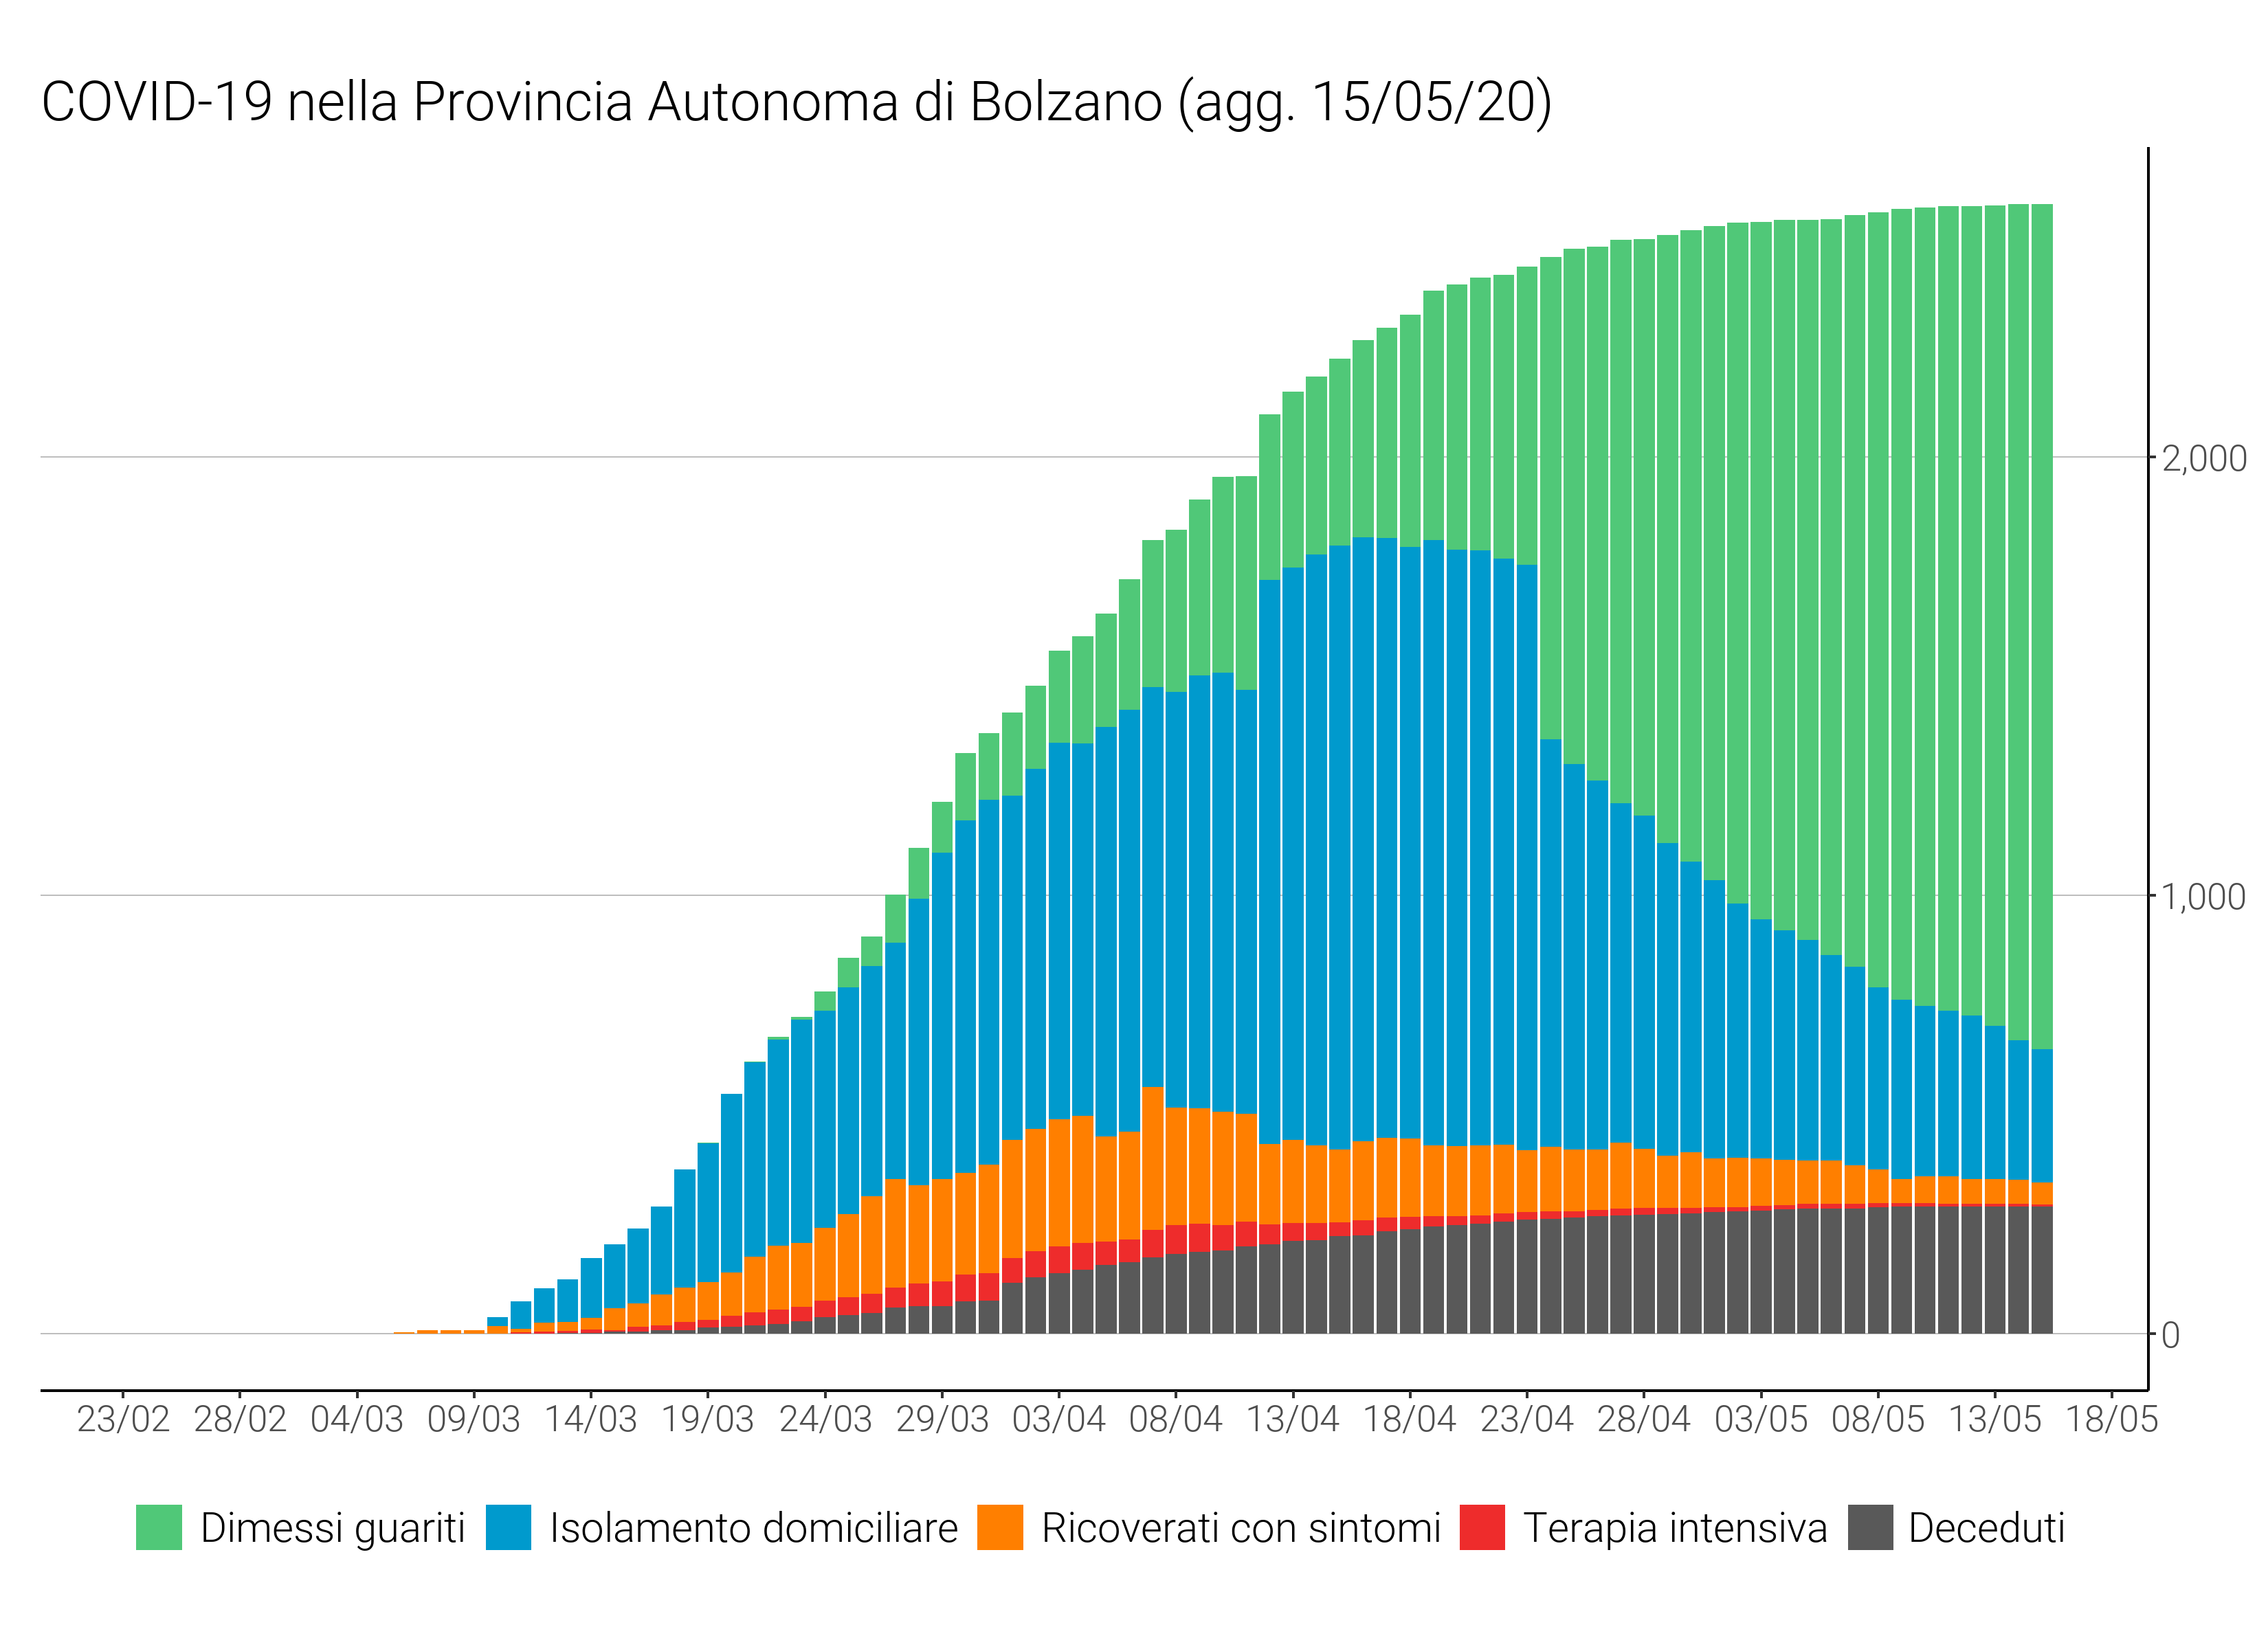 COVID-19 nella Provincia Autonoma di Bolzano (agg. 15/05/20)
2,000
1,000
0
23/02 28/02 04/03 09/03 14/03 19/03 24/03 29/03 03/04 08/04 13/04 18/04 23/04 28/04 03/05 08/05 13/05 18/05
Dimessi guariti Isolamento domiciliare Ricoverati con sintomi Terapia intensiva Deceduti